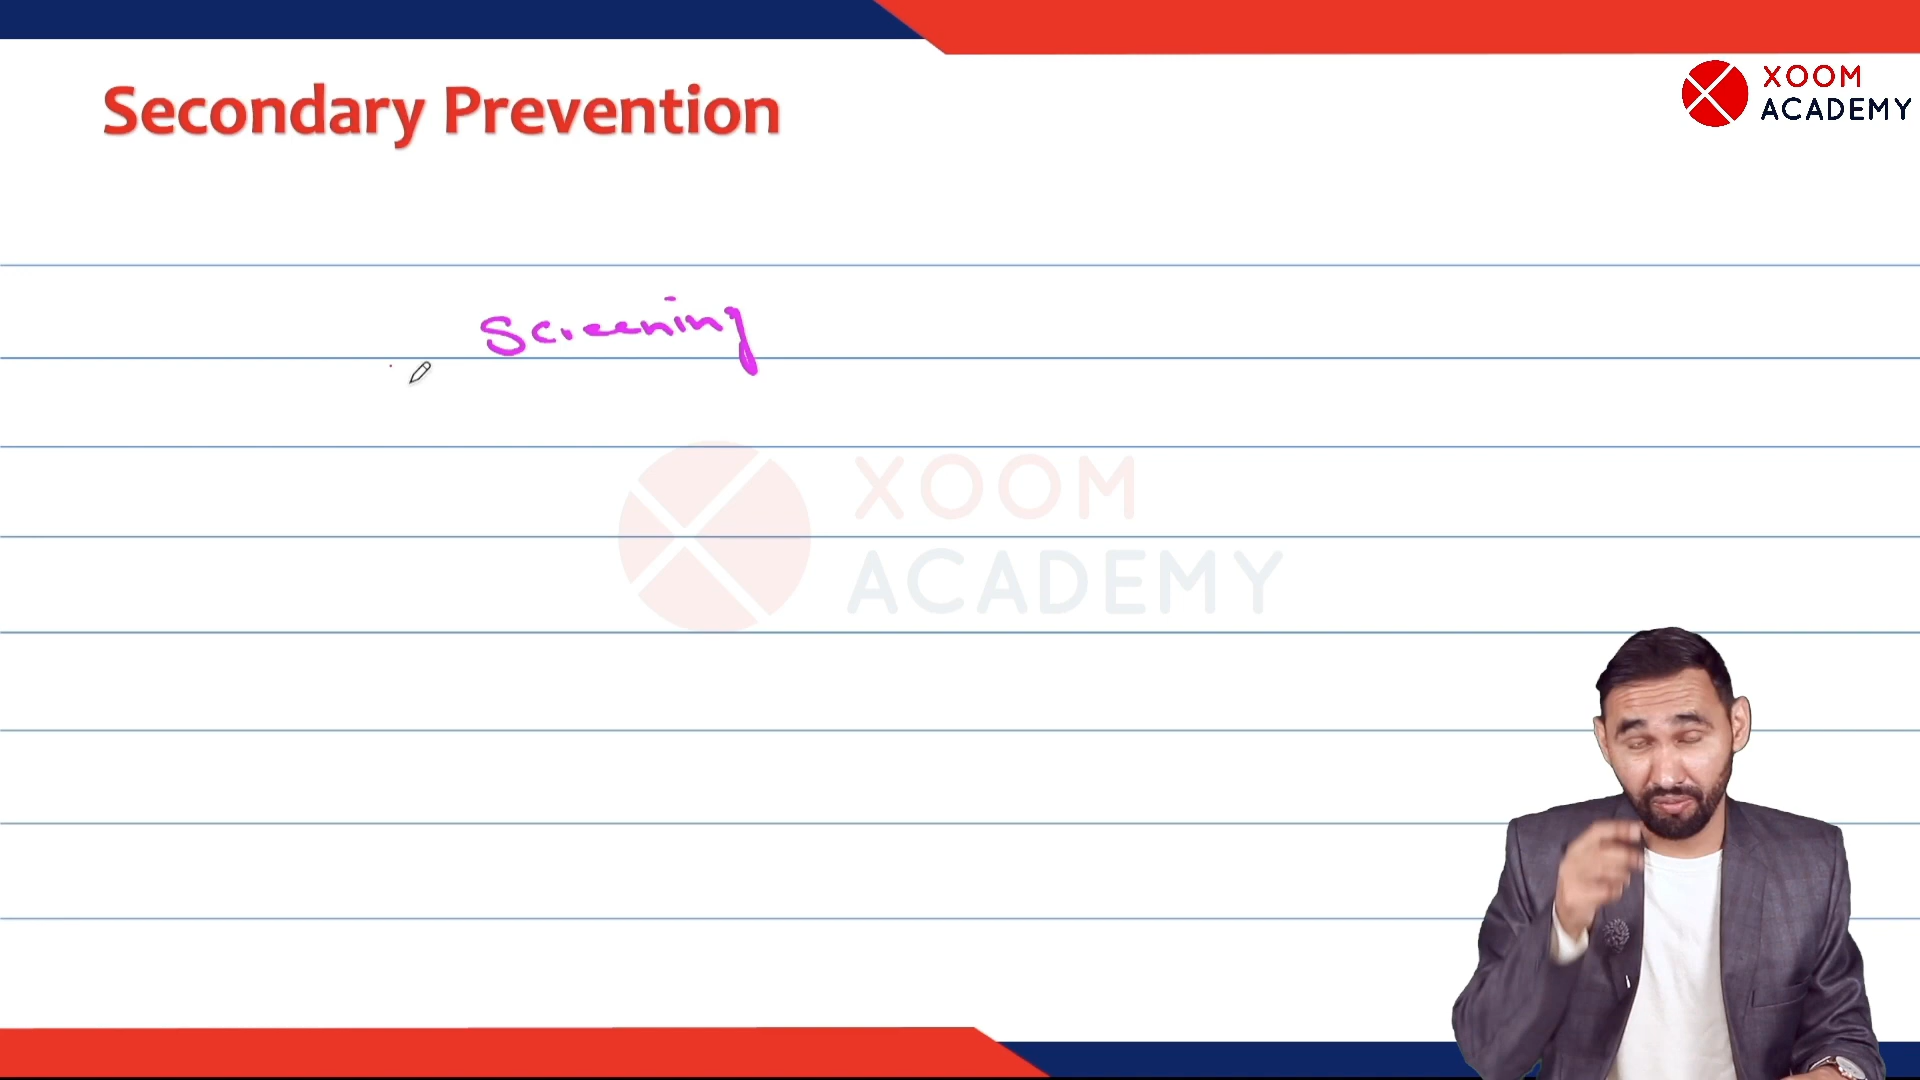 Secondary Prevention
XOOM
ACADEMY
Screening
XOOM
ACADEMY